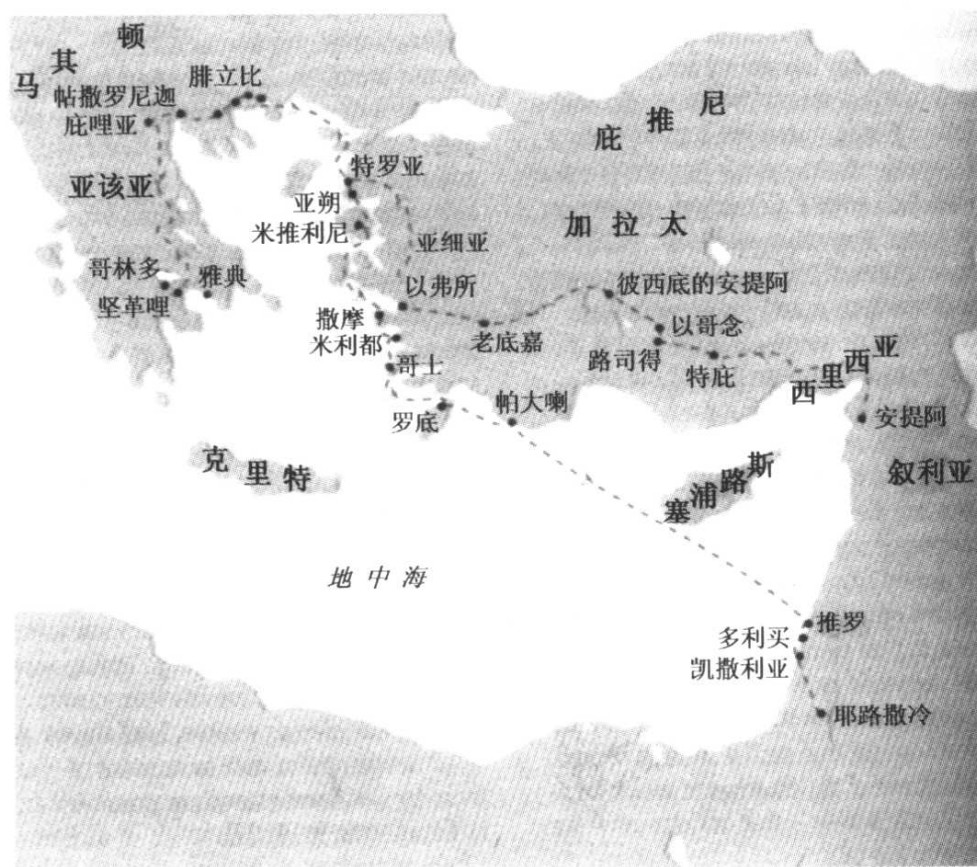 马其顿
腓立比
帖撒罗尼迦
庇哩亚
庇推尼
特罗亚
亚该亚
亚朔
米推利尼
加拉太
亚细亚
哥林多
雅典
坚革哩
以弗所
彼西底的安提阿
撒摩
米利都
老底嘉
以哥念
路司得
特庇
哥士
西里西亚
罗底
帕大喇
安提阿
克里特
塞浦路斯
叙利亚
地中海
推罗
多利买
凯撒利亚
耶路撒冷